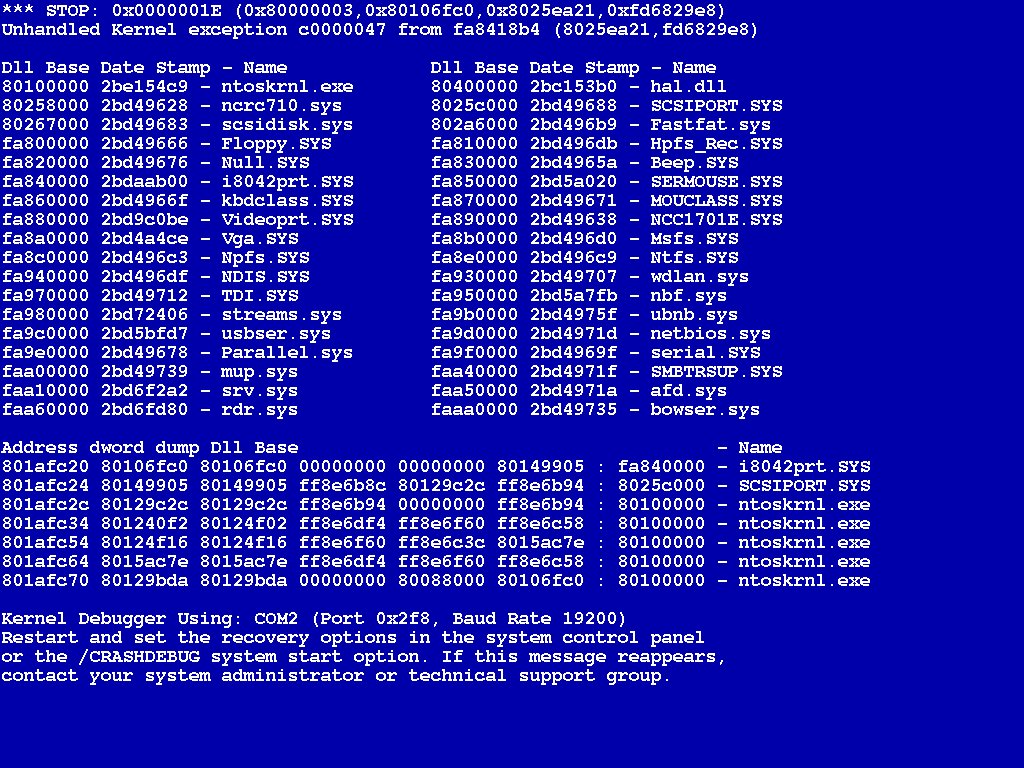 *** STOP: 0x0000001E (0x80000003,0x80106fc0,0x8025ea21,0xfd6829e8)
Unhandled Kernel exception c0000047 from fa8418b4 (8025ea21,fd6829e8)

Dll Base Date Stamp - Name             Dll Base Date Stamp - Name
80100000 2be154c9 - ntoskrnl.exe       80400000 2bc153b0 - hal.dll
80258000 2bd49628 - ncrc710.sys        8025c000 2bd49688 - SCSIPORT.SYS
80267000 2bd49683 - scsidisk.sys       802a6000 2bd496b9 - Fastfat.sys
fa800000 2bd49666 - Floppy.SYS         fa810000 2bd496db - Hpfs_Rec.SYS
fa820000 2bd49676 - Null.SYS           fa830000 2bd4965a - Beep.SYS
fa840000 2bdaab00 - i8042prt.SYS       fa850000 2bd5a020 - SERMOUSE.SYS
fa860000 2bd4966f - kbdclass.SYS       fa870000 2bd49671 - MOUCLASS.SYS
fa880000 2bd9c0be - Videoprt.SYS       fa890000 2bd49638 - NCC1701E.SYS
fa8a0000 2bd4a4ce - Vga.SYS            fa8b0000 2bd496d0 - Msfs.SYS
fa8c0000 2bd496c3 - Npfs.SYS           fa8e0000 2bd496c9 - Ntfs.SYS
fa940000 2bd496df - NDIS.SYS           fa930000 2bd49707 - wdlan.sys
fa970000 2bd49712 - TDI.SYS            fa950000 2bd5a7fb - nbf.sys
fa980000 2bd72406 - streams.sys        fa9b0000 2bd4975f - ubnb.sys
fa9c0000 2bd5bfd7 - usbser.sys         fa9d0000 2bd4971d - netbios.sys
fa9e0000 2bd49678 - Parallel.sys       fa9f0000 2bd4969f - serial.SYS
faa00000 2bd49739 - mup.sys            faa40000 2bd4971f - SMBTRSUP.SYS
faa10000 2bd6f2a2 - srv.sys            faa50000 2bd4971a - afd.sys
faa60000 2bd6fd80 - rdr.sys            faaa0000 2bd49735 - bowser.sys

Address dword dump Dll Base                                      - Name
801afc20 80106fc0 80106fc0 00000000 00000000 80149905 : fa840000 - i8042prt.SYS
801afc24 80149905 80149905 ff8e6b8c 80129c2c ff8e6b94 : 8025c000 - SCSIPORT.SYS
801afc2c 80129c2c 80129c2c ff8e6b94 00000000 ff8e6b94 : 80100000 - ntoskrnl.exe
801afc34 801240f2 80124f02 ff8e6df4 ff8e6f60 ff8e6c58 : 80100000 - ntoskrnl.exe
801afc54 80124f16 80124f16 ff8e6f60 ff8e6c3c 8015ac7e : 80100000 - ntoskrnl.exe
801afc64 8015ac7e 8015ac7e ff8e6df4 ff8e6f60 ff8e6c58 : 80100000 - ntoskrnl.exe
801afc70 80129bda 80129bda 00000000 80088000 80106fc0 : 80100000 - ntoskrnl.exe

Kernel Debugger Using: COM2 (Port 0x2f8, Baud Rate 19200)
Restart and set the recovery options in the system control panel
or the /CRASHDEBUG system start option. If this message reappears,
contact your system administrator or technical support group.